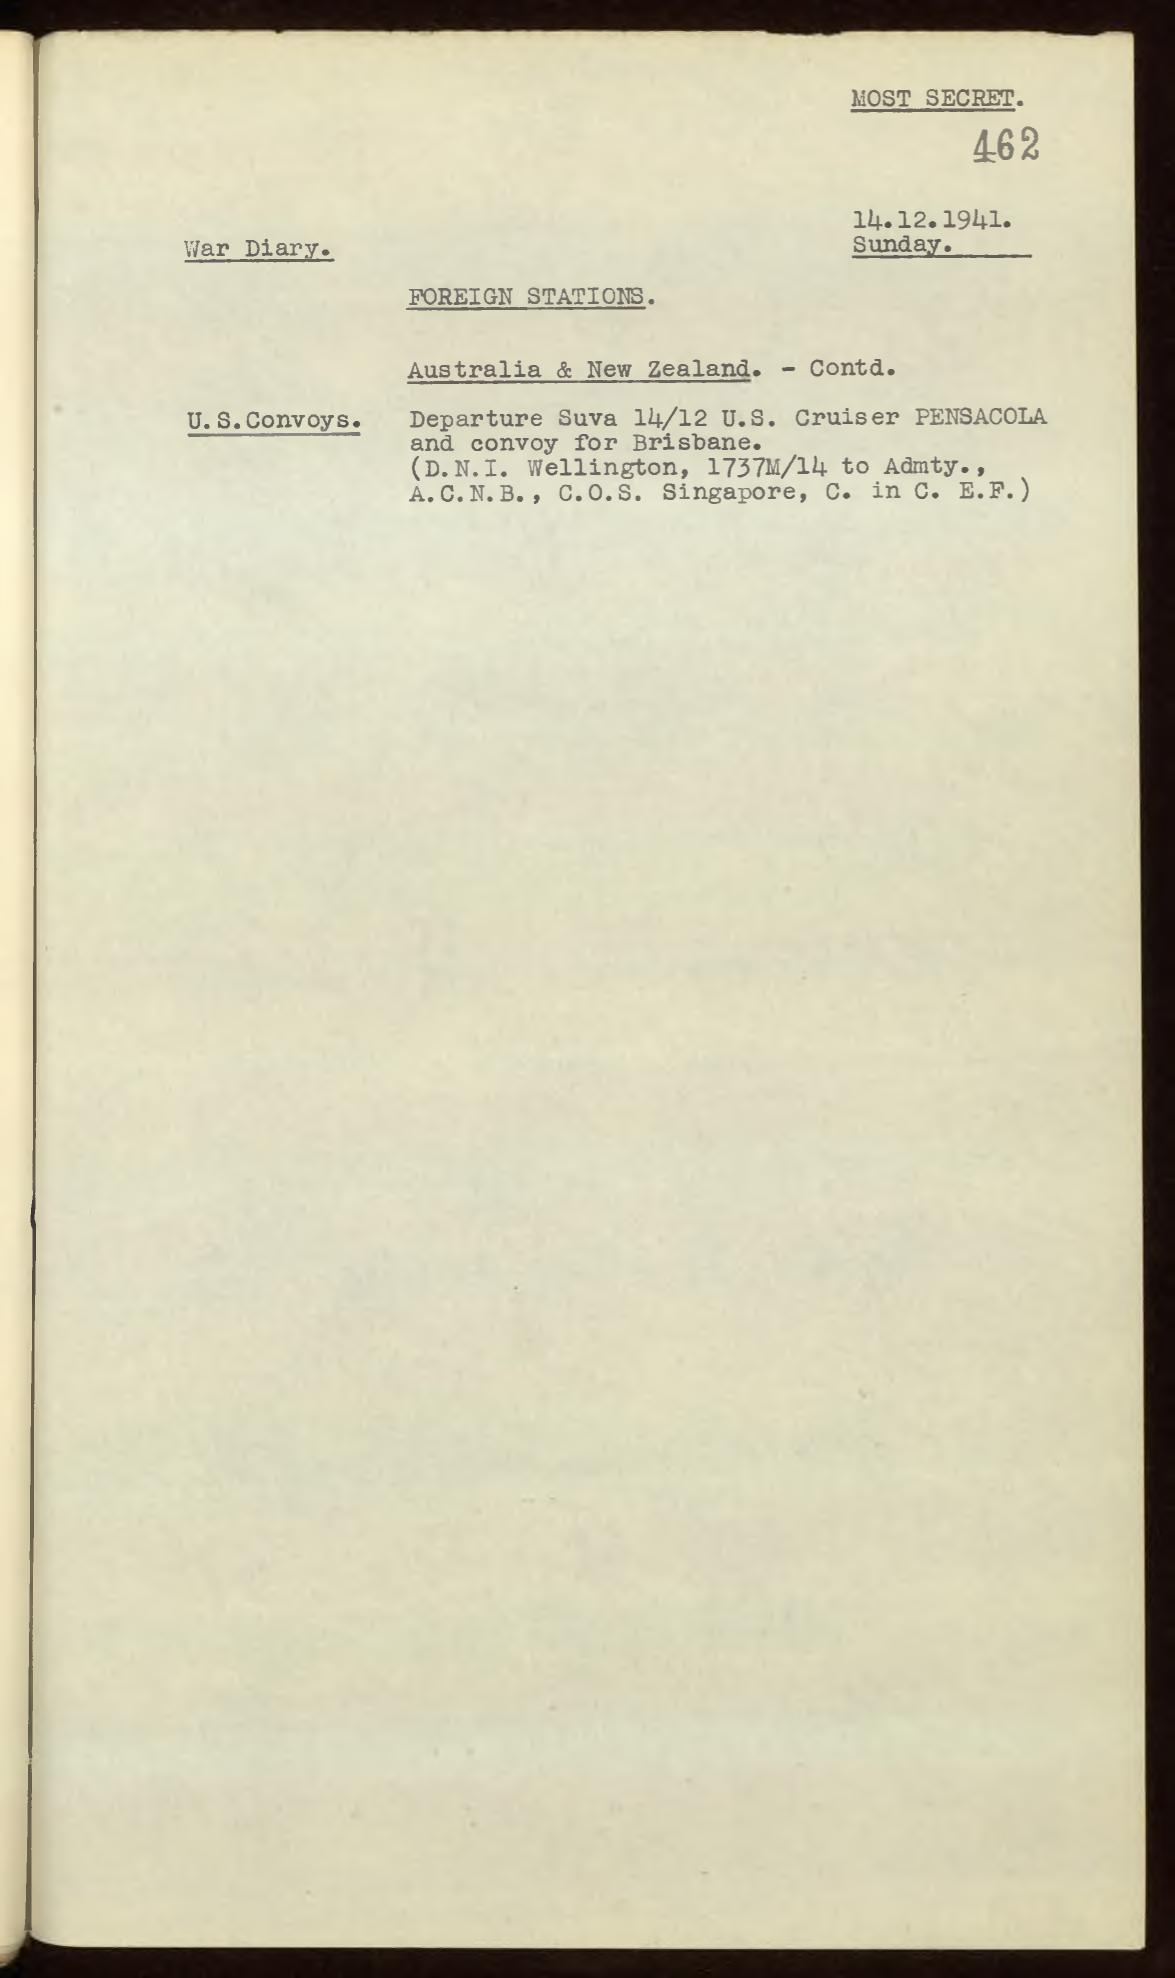 MOST SECRET.
462
14.12.1941.
War Diary.
Sunday.
FOREIGN STATIONS.
Australia & New Zealand. - Contd.
U.S.Convoys. Departure Suva 14/12 U.S. Cruiser PENSACOLA
and convoy for Brisbane.
(D.N.I. Wellington, 1737M/14 to Admty.,
A.C.N.B., C.O.S. Singapore, C. in C. E.F.)